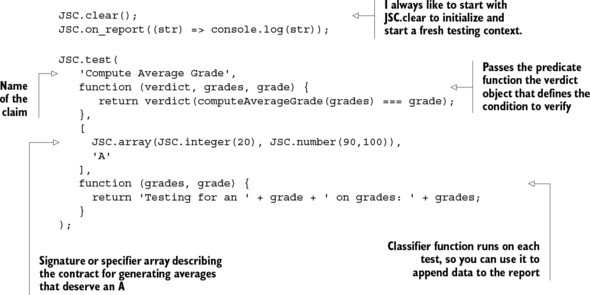 JSC.clear();
JSC.on_report((str) => console.log(str));
I always like to start with
JSC.clear to initialize and
start a fresh testing context.
JSC.test(
'Compute Average Grade',
function (verdict, grades, grade) {
return verdict(computeAverageGrade(grades) === grade);
},
[
JSC.array(JSC.integer(20), JSC.number(90,100)),
'A'
],
function (grades, grade) {
return 'Testing for an ' + grade + ' on grades: ' + grades;
}
);
Name
of the
claim
Passes the predicate
function the verdict
object that defines the
condition to verify
Signature or specifier array describing
the contract for generating averages
that deserve an A
Classifier function runs on each
test, so you can use it to
append data to the report